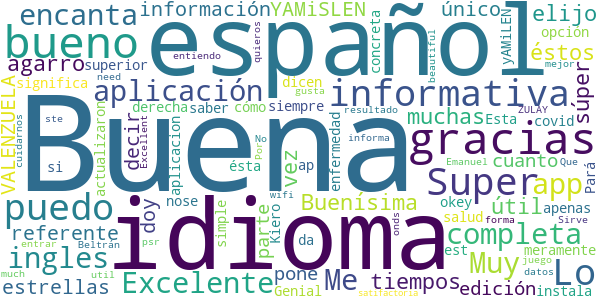 encanta información YAMiSLEN único elijo
bueno español concreta yAMiLEN opción éstos
agarro superior need quieros beautiful mejor
significa entiendo dicen gusta
VALENZUELA aplicación informativa súper
actualizaron derecha saber cómo siempre resultado ZULAY
cuidarnos decir Excellent Buena No Por informa muchas Esta covid
ste si aplicacion ésta vez ap enfermedad gracias Emanuel Que
puedo doy nose Buenísima Super cuanto app Pará
referente simple parte Kiero wifi okey salud útil apenas
ingles idioma da onds completa est forma Sirve meramente
entrar Beltrán psr pone Me tiempos Muy datos juego Lo
estrellas Excelente Genial edición instala
much util satisfactoria